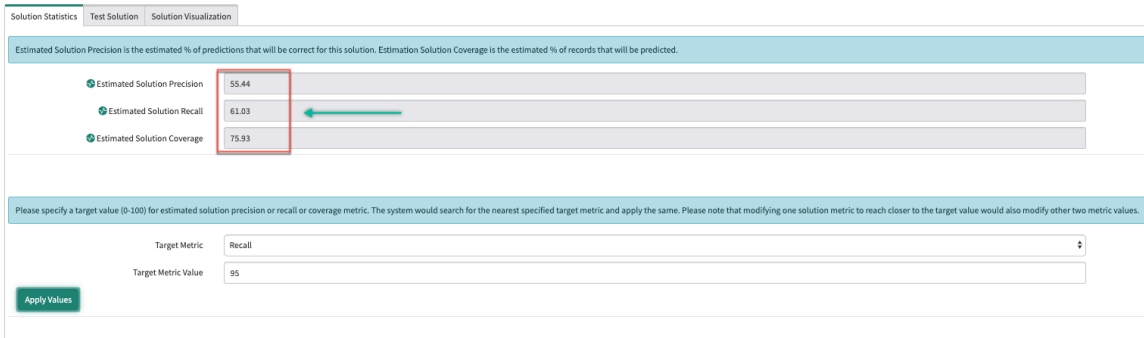 Solution Statistics Test Solution Solution Visualization
Estimated Solution Precision is the estimated % of predictions that will be correct for this solution. Estimation Solution Coverage is the estimated % of records that will be predicted.
Estimated Solution Precision 55.44
Estimated Solution Recall 61.03
Estimated Solution Coverage 75.93
Please specify a target value (0-100) for estimated solution precision or recall or coverage metric. The system would search for the nearest specified target metric and apply the same. Please note that modifying one solution metric to reach closer to the target value would also modify other two metric values.
Target Metric Recall
Target Metric Value 95
Apply Values